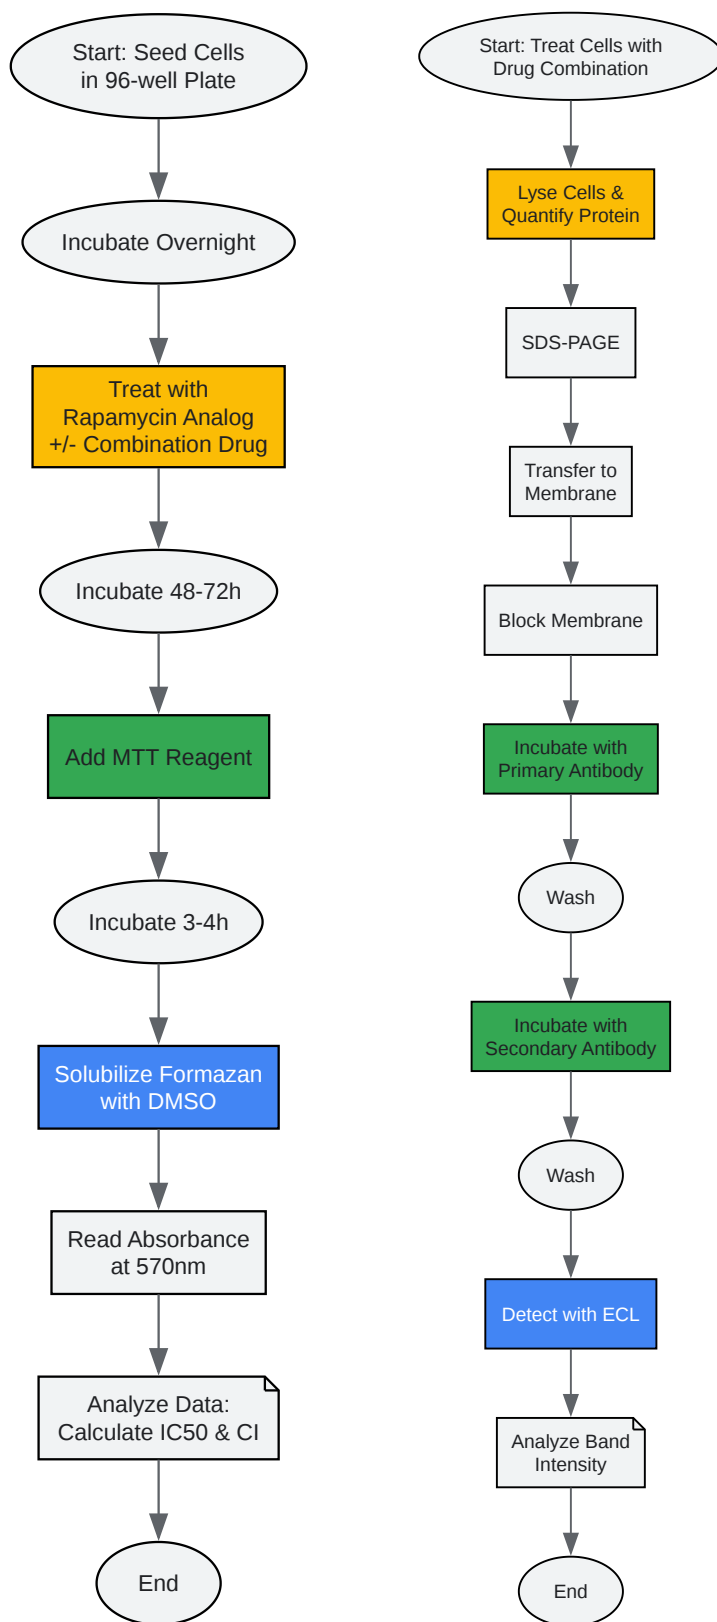 Start: Seed Cells
in 96-well Plate
Incubate Overnight
Treat with
Rapamycin Analog
+/- Combination Drug
Incubate 48-72h
Add MTT Reagent
Incubate 3-4h
Solubilize Formazan
with DMSO
Read Absorbance
at 570nm
Analyze Data:
Calculate IC50 & CI
End
Start: Treat Cells with
Drug Combination
Lyse Cells &
Quantify Protein
SDS-PAGE
Transfer to
Membrane
Block Membrane
Incubate with
Primary Antibody
Wash
Incubate with
Secondary Antibody
Wash
Detect with ECL
Analyze Band
Intensity
End